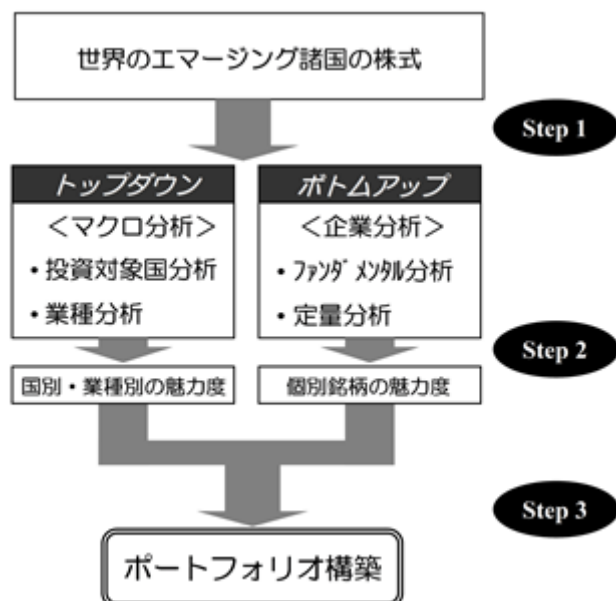 世界のエマージング諸国の株式
Step 1
トップダウン
<マクロ分析>
・投資対象国分析
・業種分析
ボトムアップ
<企業分析>
・ファンダメンタル分析
・定量分析
Step 2
国別・業種別の魅力度
個別銘柄の魅力度
Step 3
ポートフォリオ構築